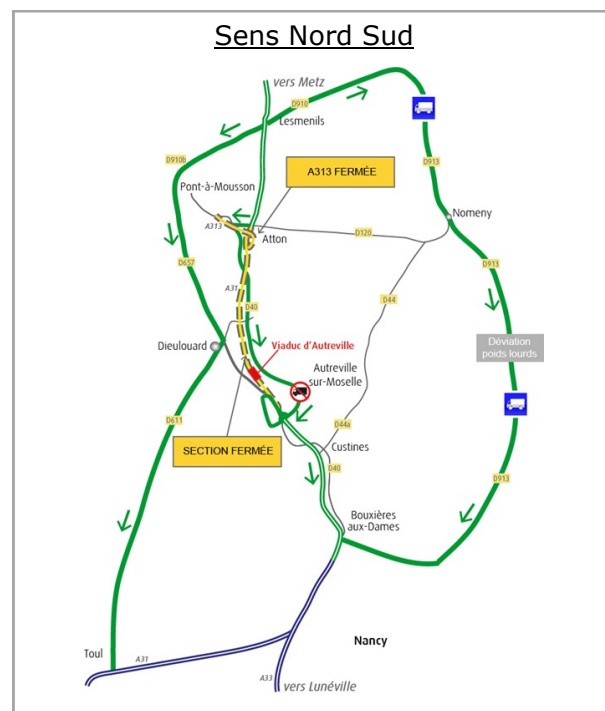 Sens Nord Sud
vers Metz
D910
Lesmenils
D910b
D913
A313 FERMÉE
Pont-à-Mousson
Nomeny
A313
Atton
D120
D657
D913
A31
D44
D40
Viaduc d'Autreville
Dieulouard
Déviation
poids lourds
Autreville
sur-Moselle
D611
D44a
SECTION FERMÉE
Custines
D40
D913
Bouxières
aux-Dames
Nancy
Toul
A31
A33
vers Lunéville